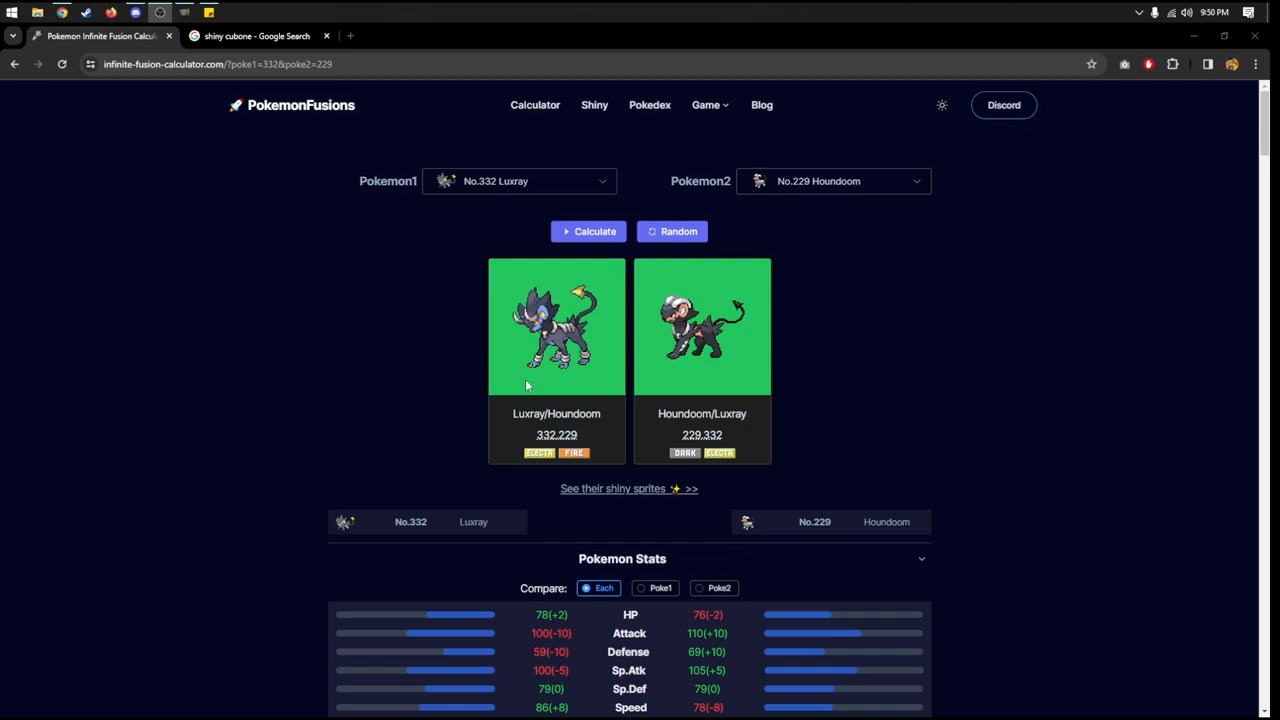 9:50 PM
Pokemon Infinite Fusion Calcul
shiny cubone - Google Search
infinite-fusion-calculator.com/?poke1=332&poke2=229
PokemonFusions
Calculator
Shiny
Pokedex
Game
Blog
Discord
Pokemon1
No.332 Luxray
Pokemon2
No.229 Houndoom
Calculate
Random
Luxray/Houndoom
332.229
ELECTR FIRE
Houndoom/Luxray
229.332
DARK ELECTR
See their shiny sprites ✨ >>
No.332 Luxray
No.229 Houndoom
Pokemon Stats
Compare: Each Poke1 Poke2
78(+2) HP 76(-2)
100(-10) Attack 110(+10)
59(-10) Defense 69(+10)
100(-5) Sp.Atk 105(+5)
79(0) Sp.Def 79(0)
86(+8) Speed 78(-8)